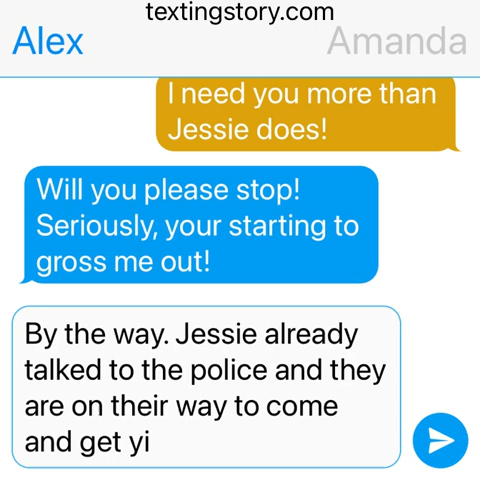 textingstory.com
Alex
Amanda
I need you more than
Jessie does!
Will you please stop!
Seriously, your starting to
gross me out!
By the way. Jessie already
talked to the police and they
are on their way to come
and get yi